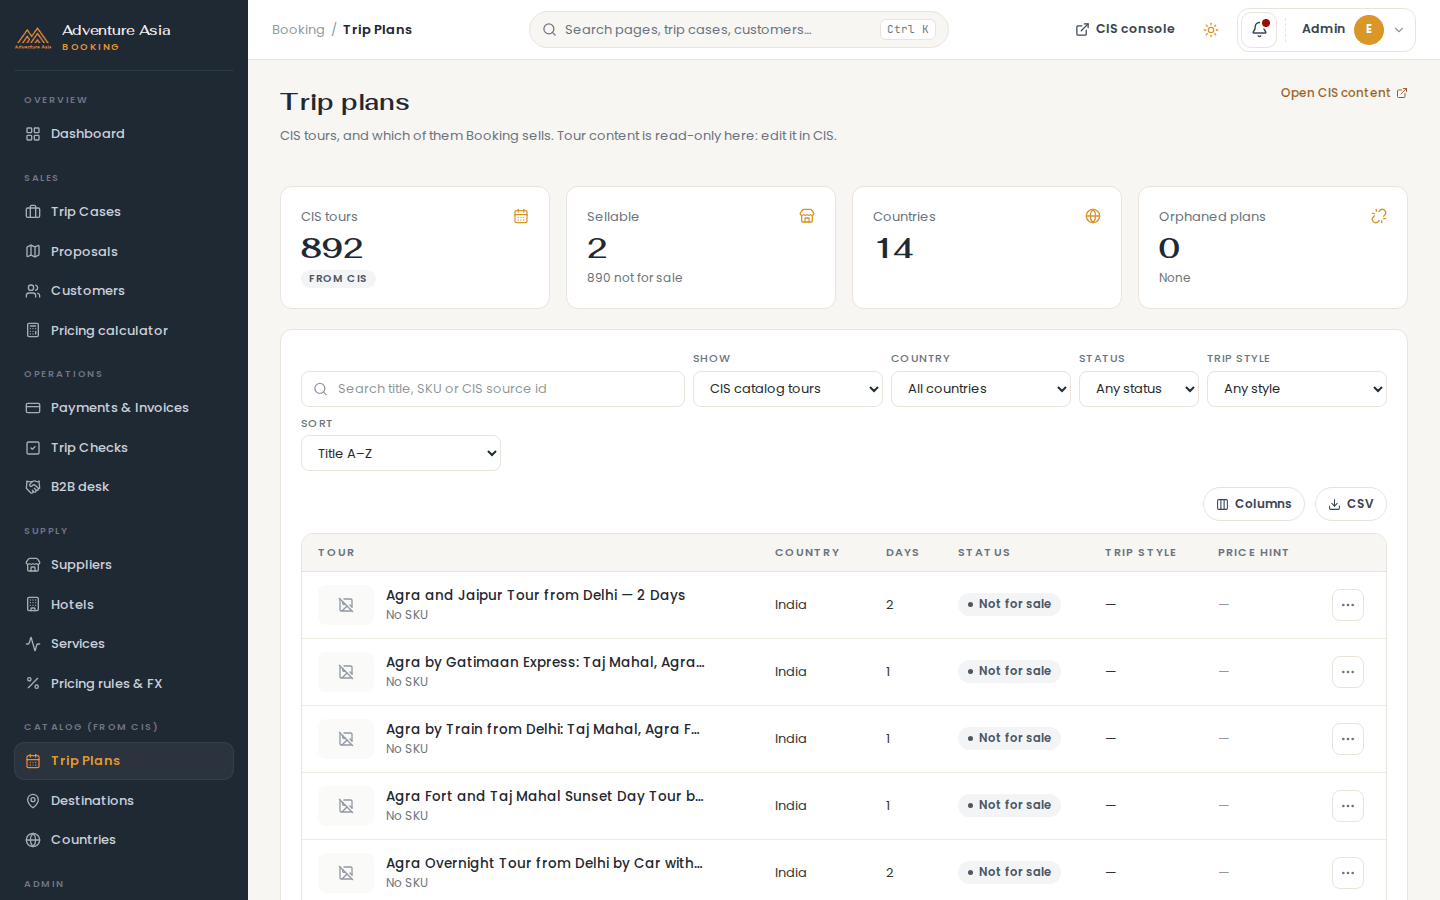 Adventure Asia
BOOKING
Adventure Asia
Booking / Trip Plans
Search pages, trip cases, customers...
Ctrl K
CIS console
Admin
E
OVERVIEW
Dashboard
SALES
Trip Cases
Proposals
Customers
Pricing calculator
OPERATIONS
Payments & Invoices
Trip Checks
B2B desk
SUPPLY
Suppliers
Hotels
Services
Pricing rules & FX
CATALOG (FROM CIS)
Trip Plans
Destinations
Countries
ADMIN
Trip plans
Open CIS content
CIS tours, and which of them Booking sells. Tour content is read-only here: edit it in CIS.
CIS tours
892
FROM CIS
Sellable
2
890 not for sale
Countries
14
Orphaned plans
0
None
SHOW
COUNTRY
STATUS
TRIP STYLE
Search title, SKU or CIS source id
CIS catalog tours
All countries
Any status
Any style
SORT
Title A–Z
Columns
CSV
TOUR COUNTRY DAYS STATUS TRIP STYLE PRICE HINT
Agra and Jaipur Tour from Delhi — 2 Days
No SKU
India 2 Not for sale — —
Agra by Gatimaan Express: Taj Mahal, Agra...
No SKU
India 1 Not for sale — —
Agra by Train from Delhi: Taj Mahal, Agra F...
No SKU
India 1 Not for sale — —
Agra Fort and Taj Mahal Sunset Day Tour b...
No SKU
India 1 Not for sale — —
Agra Overnight Tour from Delhi by Car with...
No SKU
India 2 Not for sale — —